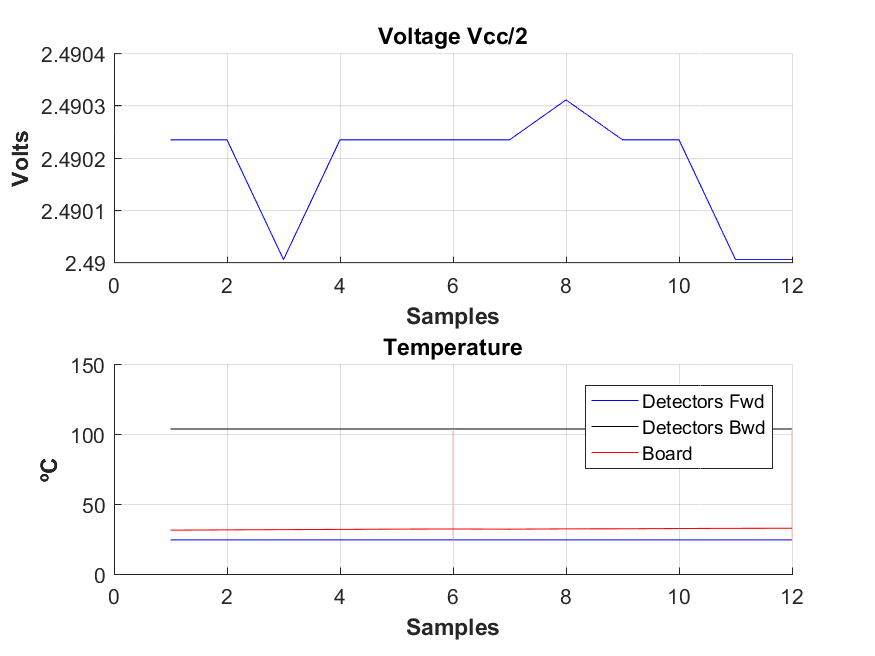 Voltage Vcc/2
2.4904
2.4903
2.4902
2.4901
2.49
Volts
0 2 4 6 8 10 12
Samples
Temperature
150
100
50
0
ºC
Detectors Fwd
Detectors Bwd
Board
0 2 4 6 8 10 12
Samples